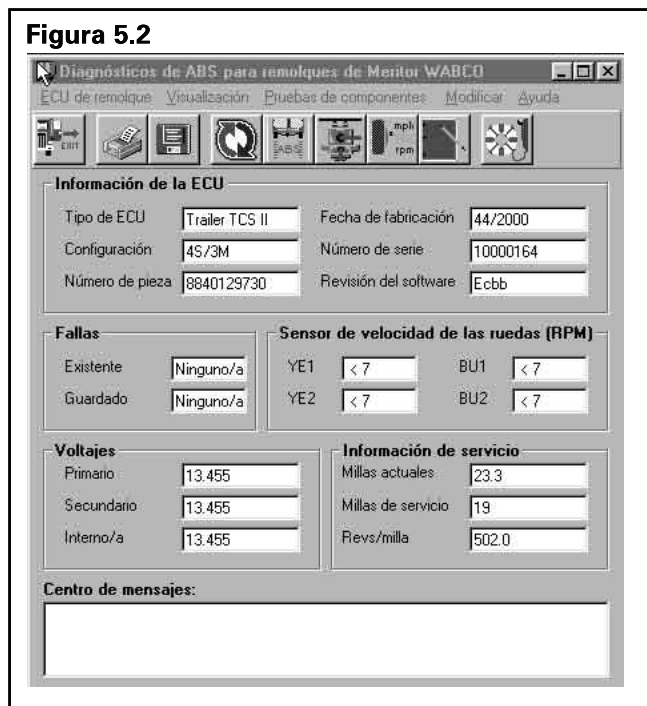 Figura 5.2
Diagnósticos de ABS para remolques de Meritor WABCO
ECU de remolque Visualización Pruebas de componentes Modificar Ayuda
EXIT ABS mph rpm
Información de la ECU
Tipo de ECU Trailer TCS II Fecha de fabricación 44/2000
Configuración 4S/3M Número de serie 10000164
Número de pieza 8840129730 Revisión del software Ecbb
Fallas Sensor de velocidad de las ruedas (RPM)
Existente Ninguno/a YE1 < 7 BU1 < 7
Guardado Ninguno/a YE2 < 7 BU2 < 7
Voltajes Información de servicio
Primario 13.455 Millas actuales 23.3
Secundario 13.455 Millas de servicio 19
Interno/a 13.455 Revs/milla 502.0
Centro de mensajes: